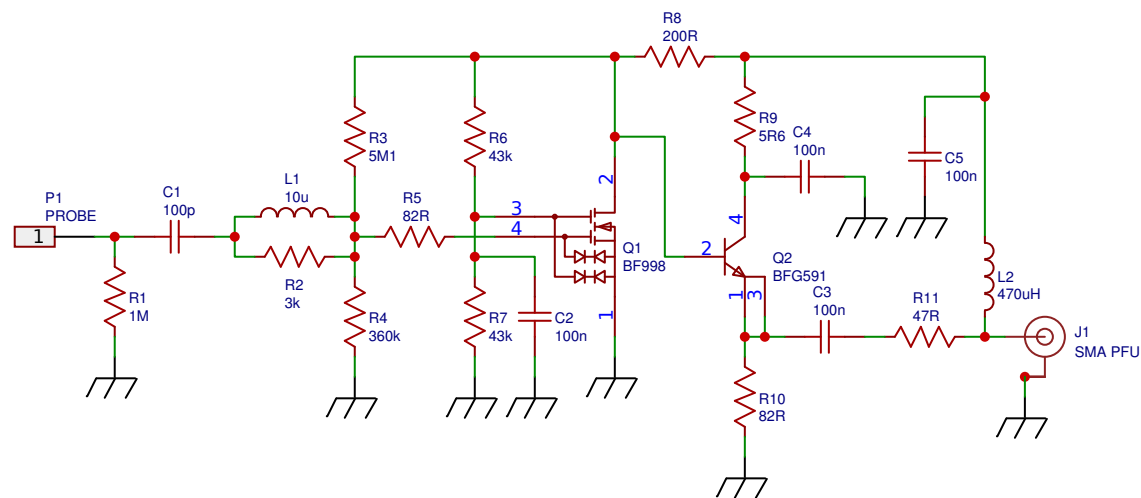 R8
200R
R3
5M1
R6
43k
R9
5R6
C4
100n
C5
100n
P1
PROBE
1
C1
100p
L1
10u
R2
3k
R5
82R
3
4
2
1
Q1
BF998
2
4
1
3
Q2
BFG591
C3
100n
R11
47R
L2
470uH
J1
SMA PFU
R1
1M
R4
360k
R7
43k
C2
100n
R10
82R